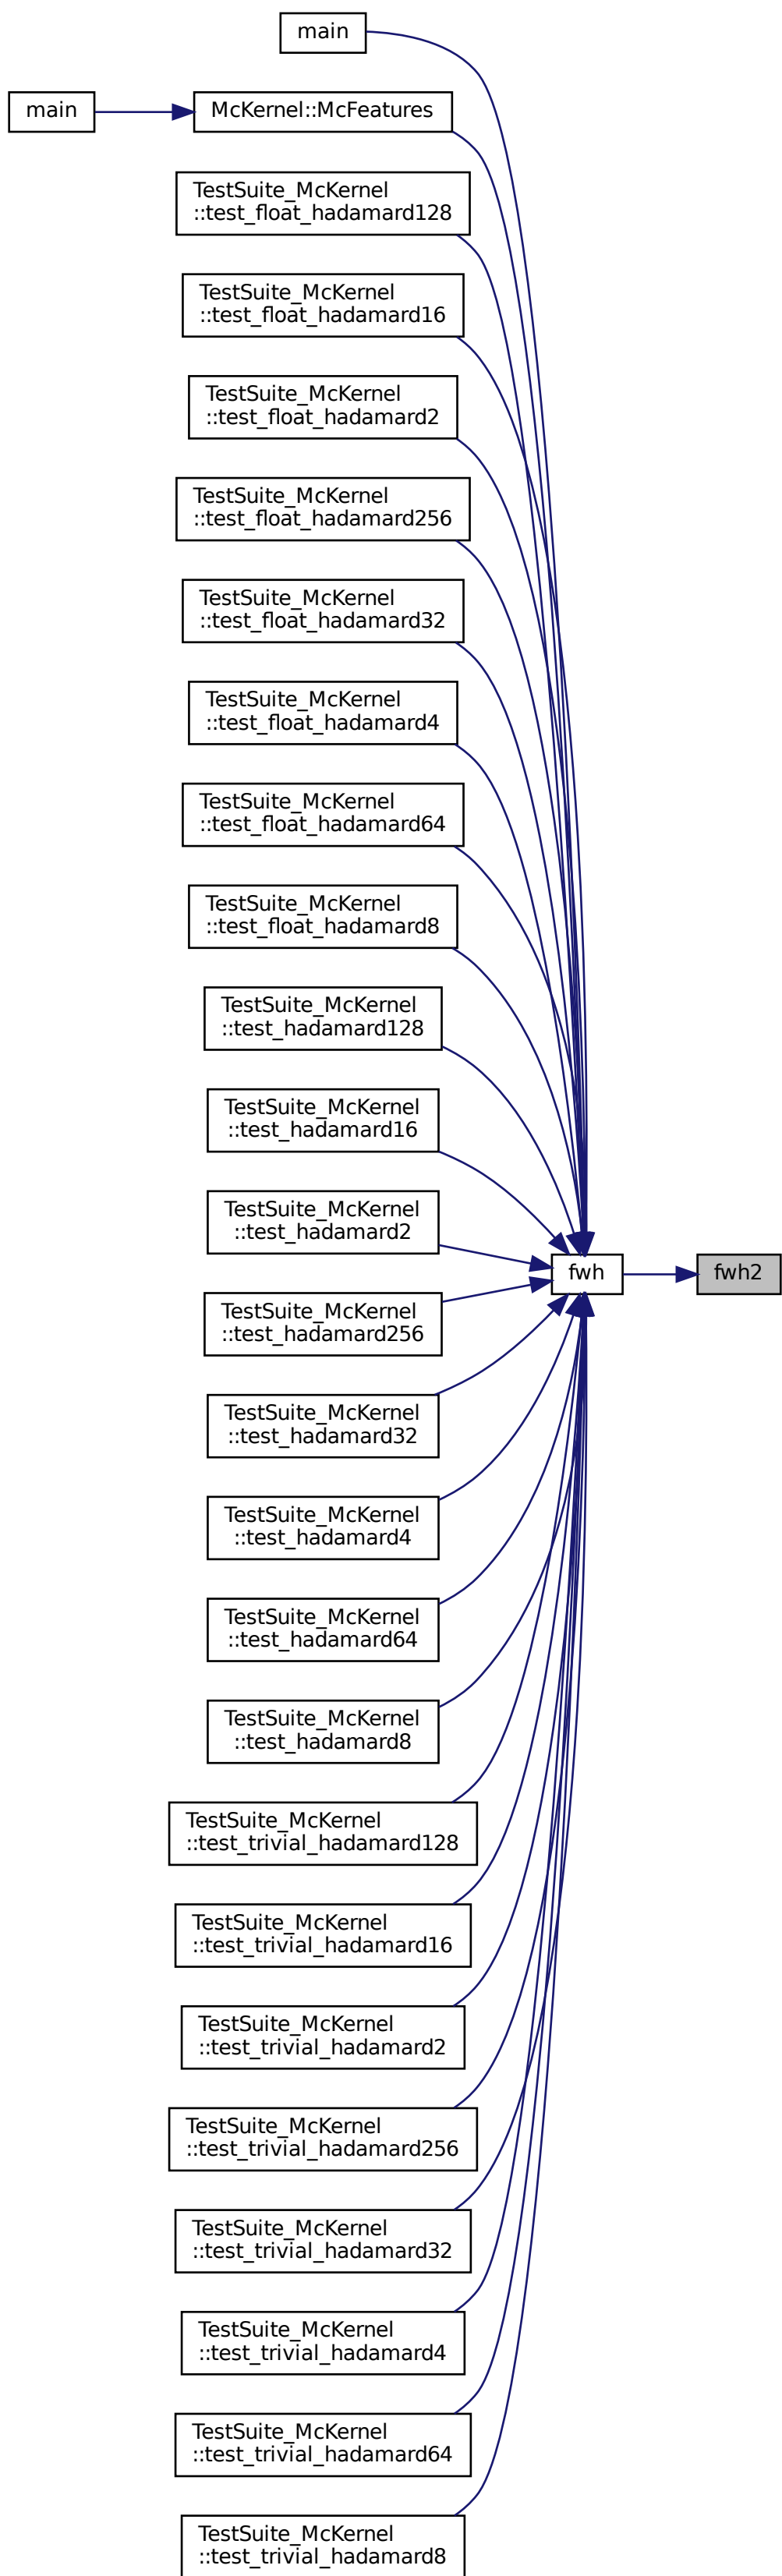 main
main
McKernel::McFeatures
TestSuite_McKernel
::test_float_hadamard128
TestSuite_McKernel
::test_float_hadamard16
TestSuite_McKernel
::test_float_hadamard2
TestSuite_McKernel
::test_float_hadamard256
TestSuite_McKernel
::test_float_hadamard32
TestSuite_McKernel
::test_float_hadamard4
TestSuite_McKernel
::test_float_hadamard64
TestSuite_McKernel
::test_float_hadamard8
TestSuite_McKernel
::test_hadamard128
TestSuite_McKernel
::test_hadamard16
TestSuite_McKernel
::test_hadamard2
fwh
fwh2
TestSuite_McKernel
::test_hadamard256
TestSuite_McKernel
::test_hadamard32
TestSuite_McKernel
::test_hadamard4
TestSuite_McKernel
::test_hadamard64
TestSuite_McKernel
::test_hadamard8
TestSuite_McKernel
::test_trivial_hadamard128
TestSuite_McKernel
::test_trivial_hadamard16
TestSuite_McKernel
::test_trivial_hadamard2
TestSuite_McKernel
::test_trivial_hadamard256
TestSuite_McKernel
::test_trivial_hadamard32
TestSuite_McKernel
::test_trivial_hadamard4
TestSuite_McKernel
::test_trivial_hadamard64
TestSuite_McKernel
::test_trivial_hadamard8